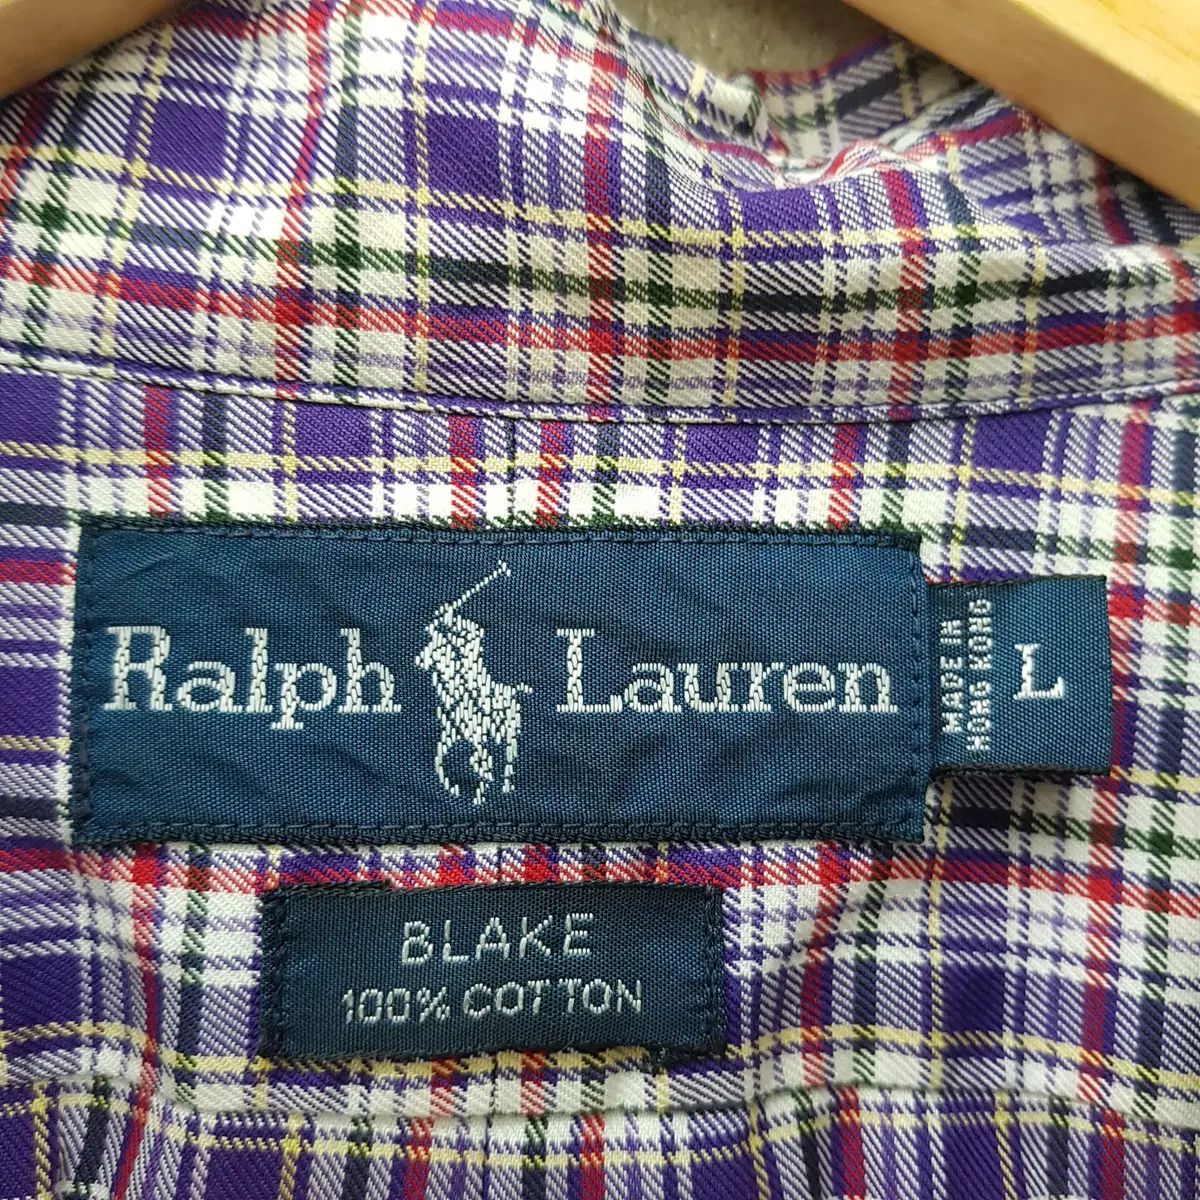 Ralph Lauren
MADE IN
HONG KONG
L
BLAKE
100% COTTON